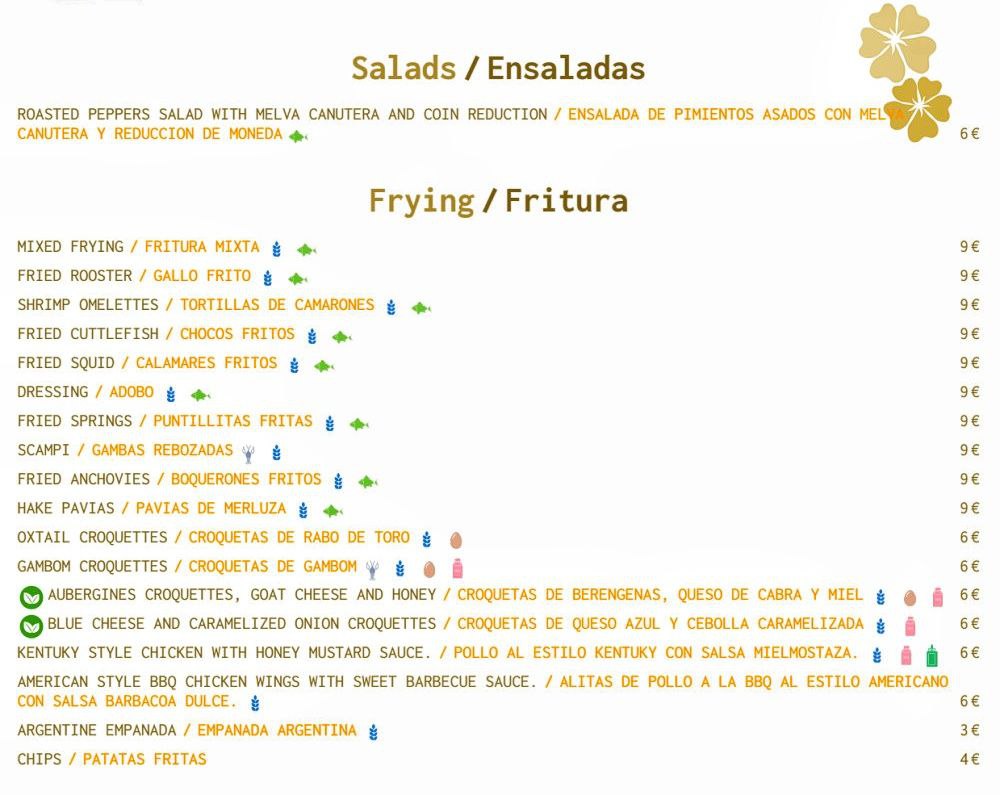 Salads / Ensaladas
ROASTED PEPPERS SALAD WITH MELVA CANUTERA AND COIN REDUCTION / ENSALADA DE PIMIENTOS ASADOS CON MELVA
CANUTERA Y REDUCCION DE MONEDA 6€
Frying / Fritura
MIXED FRYING / FRITURA MIXTA 9€
FRIED ROOSTER / GALLO FRITO 9€
SHRIMP OMELETTES / TORTILLAS DE CAMARONES 9€
FRIED CUTTLEFISH / CHOCOS FRITOS 9€
FRIED SQUID / CALAMARES FRITOS 9€
DRESSING / ADOBO 9€
FRIED SPRINGS / PUNTILLITAS FRITAS 9€
SCAMPI / GAMBAS REBOZADAS 9€
FRIED ANCHOVIES / BOQUERONES FRITOS 9€
HAKE PAVIAS / PAVIAS DE MERLUZA 9€
OXTAIL CROQUETTES / CROQUETAS DE RABO DE TORO 6€
GAMBOM CROQUETTES / CROQUETAS DE GAMBOM 6€
AUBERGINES CROQUETTES, GOAT CHEESE AND HONEY / CROQUETAS DE BERENGENAS, QUESO DE CABRA Y MIEL 6€
BLUE CHEESE AND CARAMELIZED ONION CROQUETTES / CROQUETAS DE QUESO AZUL Y CEBOLLA CARAMELIZADA 6€
KENTUKY STYLE CHICKEN WITH HONEY MUSTARD SAUCE. / POLLO AL ESTILO KENTUKY CON SALSA MIELMOSTAZA. 6€
AMERICAN STYLE BBQ CHICKEN WINGS WITH SWEET BARBECUE SAUCE. / ALITAS DE POLLO A LA BBQ AL ESTILO AMERICANO
CON SALSA BARBACOA DULCE. 6€
ARGENTINE EMPANADA / EMPANADA ARGENTINA 3€
CHIPS / PATATAS FRITAS 4€